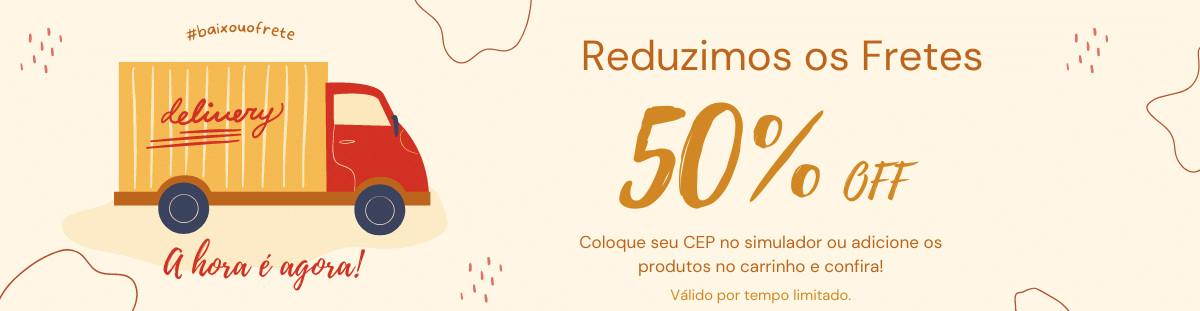 #baixouofrete
delivery
A hora é agora!
Reduzimos os Fretes
50% OFF
Coloque seu CEP no simulador ou adicione os
produtos no carrinho e confira!
Válido por tempo limitado.